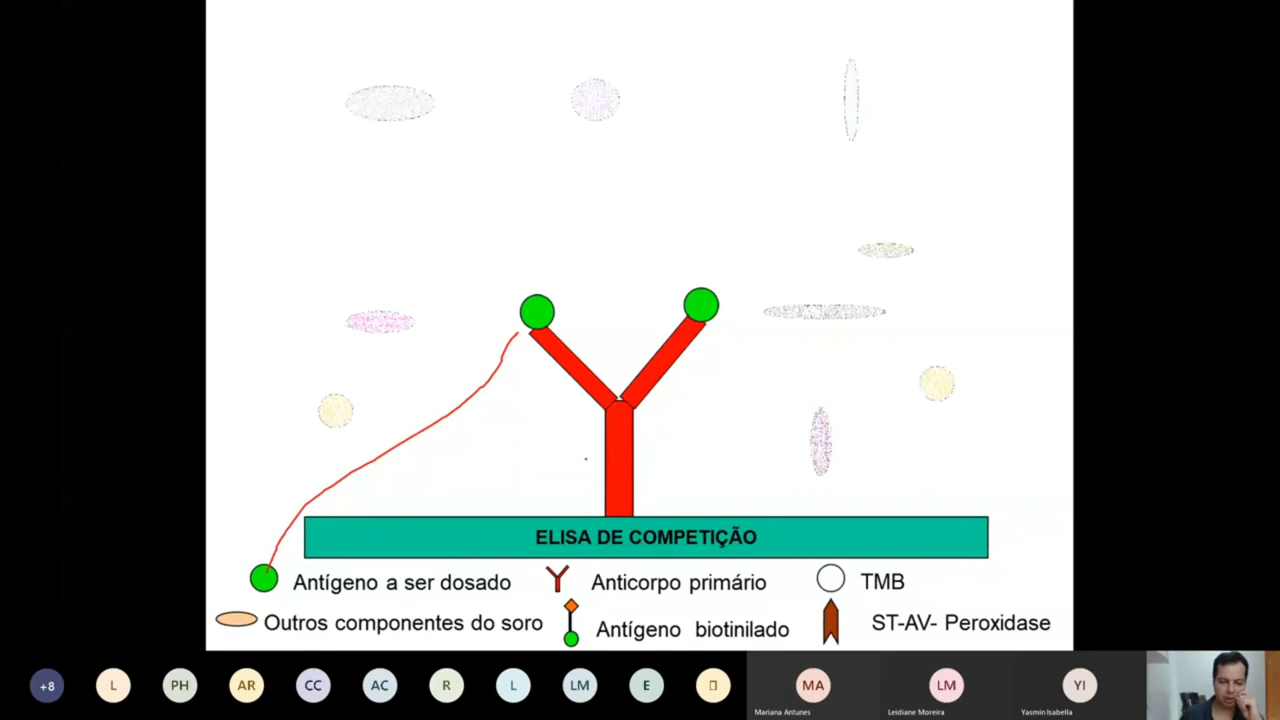 ELISA DE COMPETIÇÃO
Antígeno a ser dosado Anticorpo primário TMB
Outros componentes do soro Antígeno biotinilado ST-AV- Peroxidase
+8 L PH AR CC AC R L LM E MA LM YI
Mariana Antunes Leidiane Moreira Yasmin Isabella